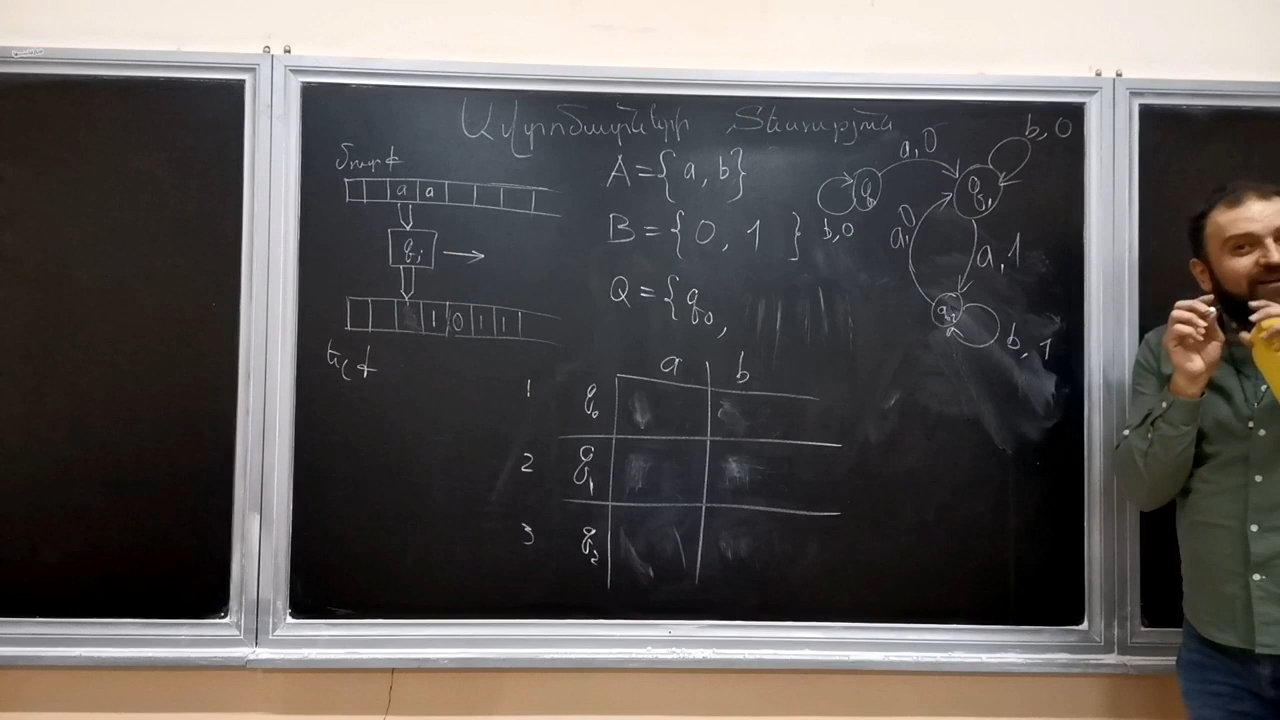 Ավտոմատների Տեսություն
մուտք
a a
q i
1 0 1 1
ելք
A = { a, b }
B = { 0, 1 }
Q = { q0,
a b
1 q0
2 q1
3 q2
a, 0
b, 0
q0
q1
b, 0
a, 0
a, 1
q2
b, 1